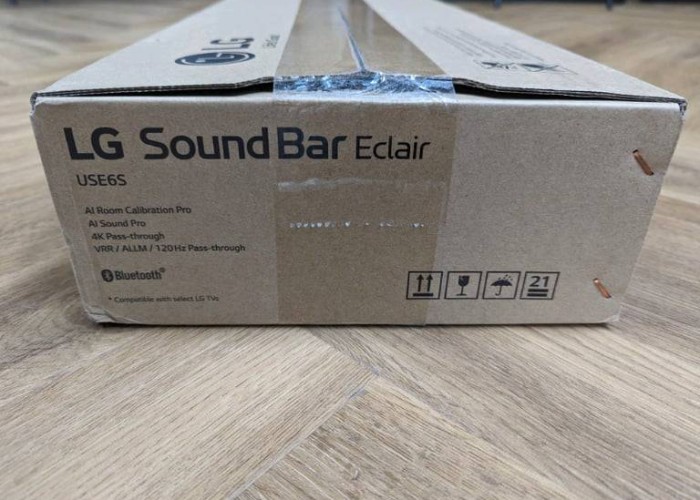 LG
LG Sound Bar Eclair
USE6S
AI Room Calibration Pro
AI Sound Pro
4K Pass-through
VRR / ALLM / 120Hz Pass-through
Bluetooth®
* Compatible with select LG TVs
21